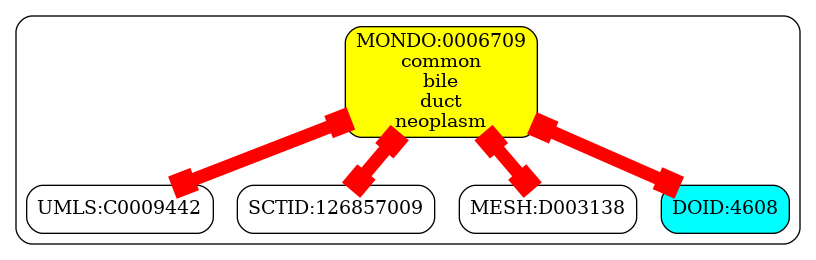 MONDO:0006709
common
bile
duct
neoplasm
UMLS:C0009442
SCTID:126857009
MESH:D003138
DOID:4608